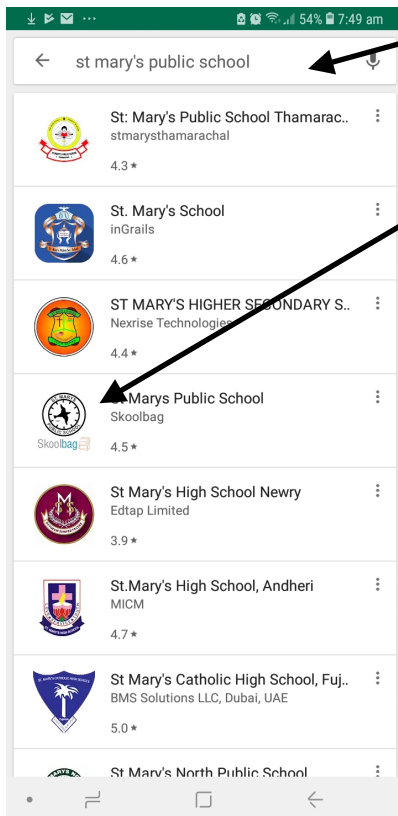 54% 7:49 am
st mary's public school
St: Mary's Public School Thamarac..
stmarysthamarachal
4.3★
St. Mary's School
inGrails
4.6★
ST MARY'S HIGHER SECONDARY S..
Nexrise Technologies
4.4★
St Marys Public School
Skoolbag
Skoolbag
4.5★
St Mary's High School Newry
Edtap Limited
3.9★
St.Mary's High School, Andheri
MICM
4.7★
St Mary's Catholic High School, Fuj..
BMS Solutions LLC, Dubai, UAE
5.0★
St Mary's North Public School